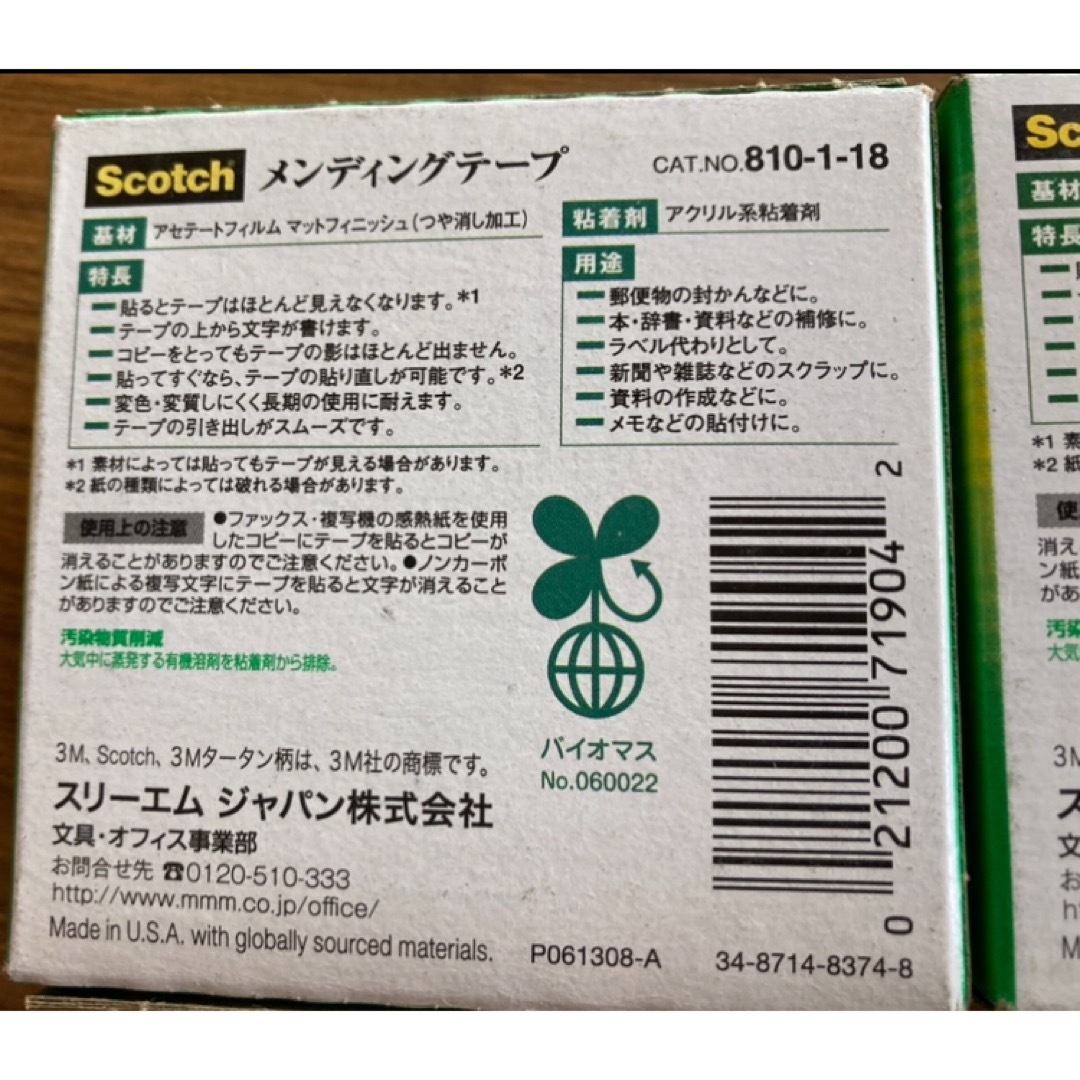 Scotch メンディングテープ CAT.NO.810-1-18
基材 アセテートフィルム マットフィニッシュ(つや消し加工)
特長
貼るとテープはほとんど見えなくなります。*1
テープの上から文字が書けます。
コピーをとってもテープの影はほとんど出ません。
貼ってすぐなら、テープの貼り直しが可能です。*2
変色・変質しにくく長期の使用に耐えます。
テープの引き出しがスムーズです。
粘着剤 アクリル系粘着剤
用途
郵便物の封かんなどに。
本・辞書・資料などの補修に。
ラベル代わりとして。
新聞や雑誌などのスクラップに。
資料の作成などに。
メモなどの貼付けに。
*1 素材によっては貼ってもテープが見える場合があります。
*2 紙の種類によっては破れる場合があります。
使用上の注意 ●ファックス・複写機の感熱紙を使用
したコピーにテープを貼るとコピーが
消えることがありますのでご注意ください。●ノンカーボ
ン紙による複写文字にテープを貼ると文字が消えること
がありますのでご注意ください。
汚染物質削減
大気中に蒸発する有機溶剤を粘着剤から排除。
バイオマス
No.060022
0 21200 71904 2
3M、Scotch、3Mタータン柄は、3M社の商標です。
スリーエム ジャパン株式会社
文具・オフィス事業部
お問合せ先 ☎0120-510-333
http://www.mmm.co.jp/office/
Made in U.S.A. with globally sourced materials.
P061308-A
34-8714-8374-8
Sc
基材
特長
*1 素
*2 紙
使
消え
ン紙
があ
汚染
大気
3M
ス
文
お
M